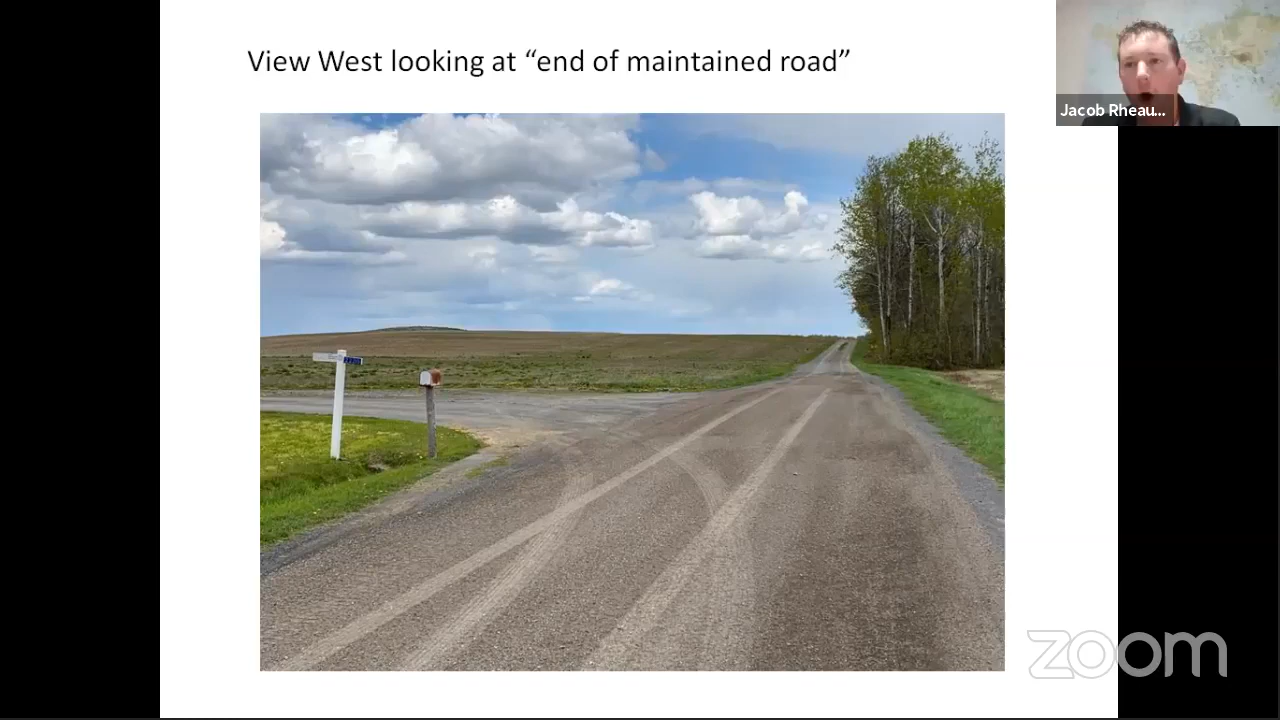 View West looking at “end of maintained road”
Jacob Rheau...
zoom